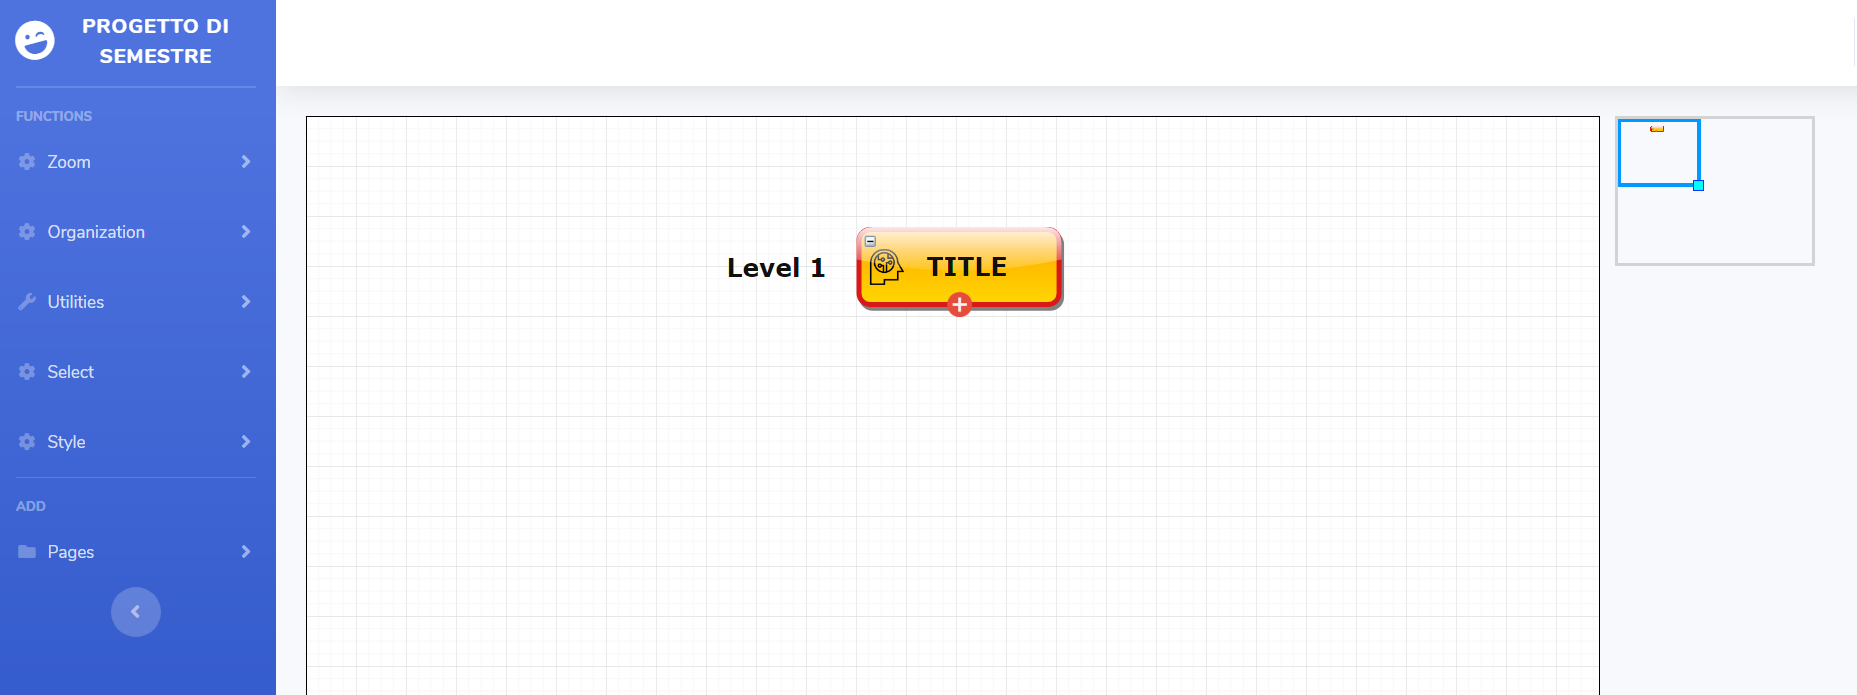 PROGETTO DI
SEMESTRE
FUNCTIONS
Zoom
Organization
Utilities
Select
Style
ADD
Pages
Level 1
TITLE